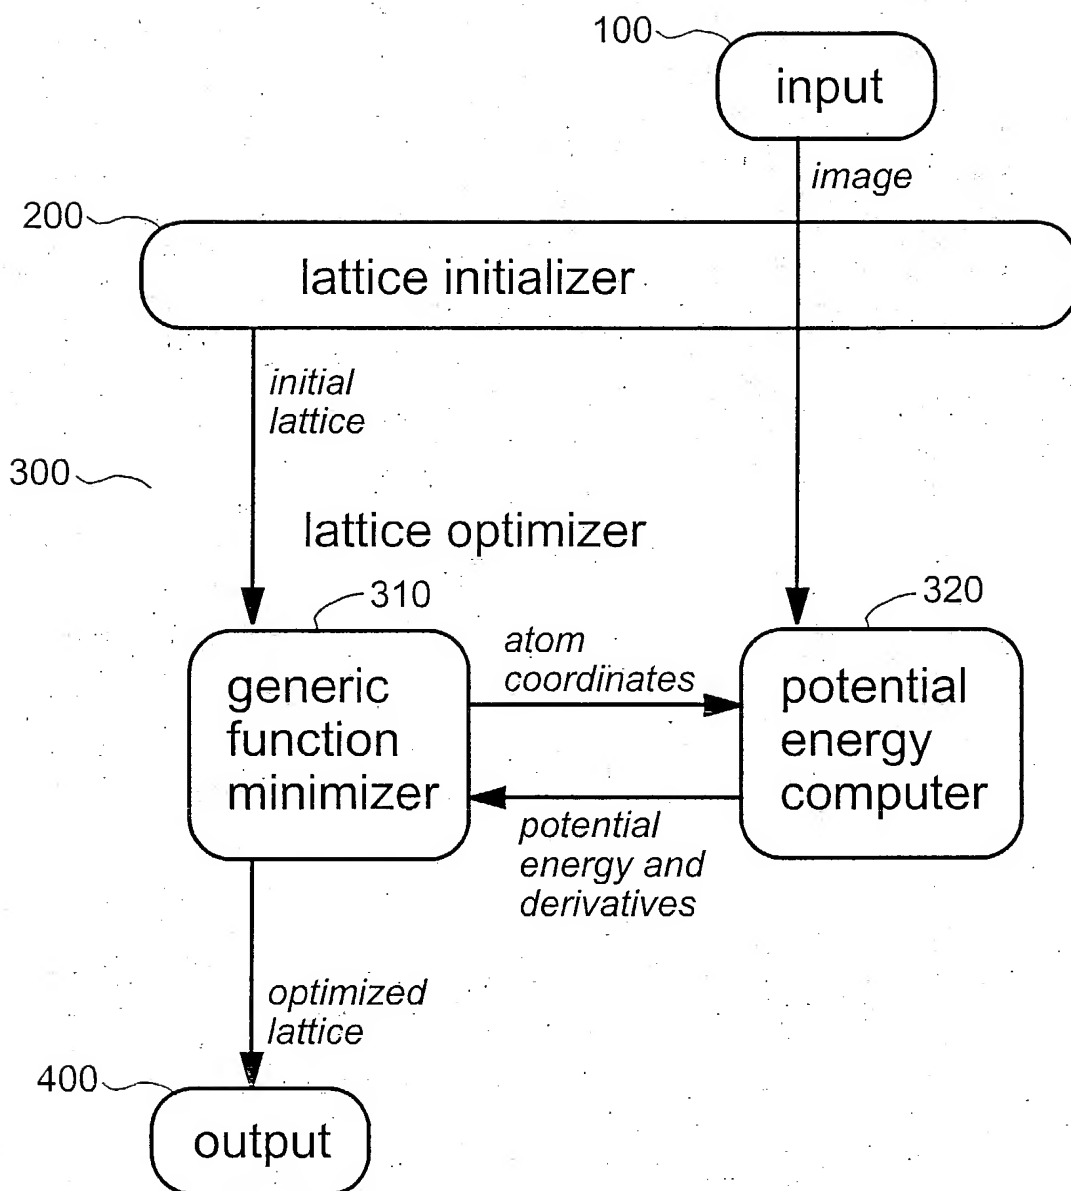 100
input
image
200
lattice initializer
initial
lattice
300
lattice optimizer
310
320
generic
function
minimizer
atom
coordinates
potential
energy
computer
potential
energy and
derivatives
optimized
lattice
400
output